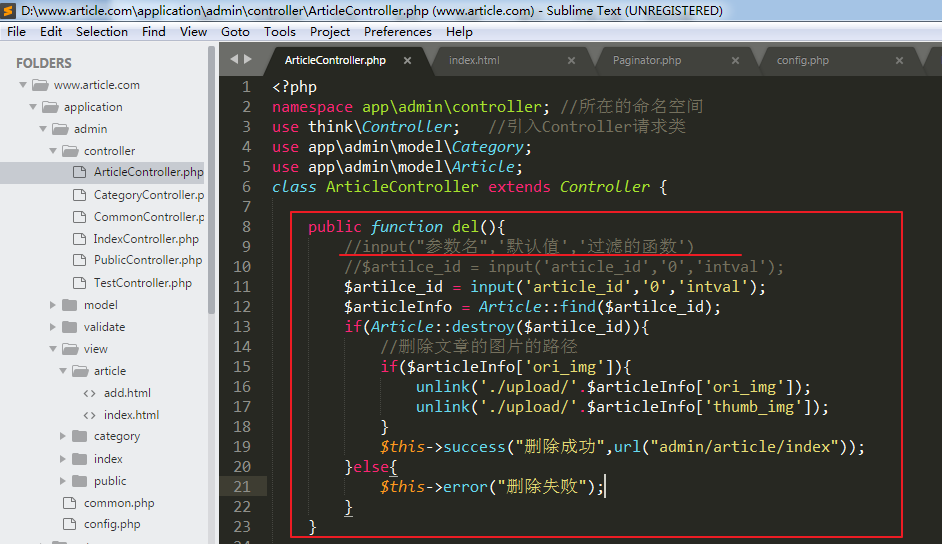 D:\www.article.com\application\admin\controller\ArticleController.php (www.article.com) - Sublime Text (UNREGISTERED)
File Edit Selection Find View Goto Tools Project Preferences Help
FOLDERS
www.article.com
application
admin
controller
ArticleController.php
CategoryController.p
CommonController.p
IndexController.php
PublicController.php
TestController.php
model
validate
view
article
add.html
index.html
category
index
public
common.php
config.php
ArticleController.php × index.html × Paginator.php × config.php ×
1 <?php
2 namespace app\admin\controller; //所在的命名空间
3 use think\Controller; //引入Controller请求类
4 use app\admin\model\Category;
5 use app\admin\model\Article;
6 class ArticleController extends Controller {
7
8 public function del(){
9 //input("参数名",'默认值','过滤的函数')
10 //$artilce_id = input('article_id','0','intval');
11 $artilce_id = input('article_id','0','intval');
12 $articleInfo = Article::find($artilce_id);
13 if(Article::destroy($artilce_id)){
14 //删除文章的图片的路径
15 if($articleInfo['ori_img']){
16 unlink('./upload/'.$articleInfo['ori_img']);
17 unlink('./upload/'.$articleInfo['thumb_img']);
18 }
19 $this->success("删除成功",url("admin/article/index"));
20 }else{
21 $this->error("删除失败");
22 }
23 }